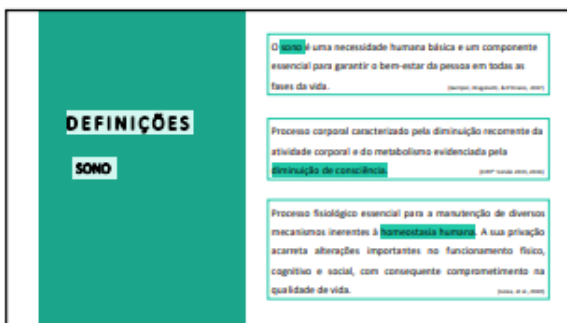 DEFINIÇÕES
SONO
O sono é uma necessidade humana básica e um componente
essencial para garantir o bem-estar da pessoa em todas as
fases da vida.
Processo corporal caracterizado pela diminuição recorrente da
atividade corporal e do metabolismo evidenciada pela
diminuição de consciência.
Processo fisiológico essencial para a manutenção de diversos
mecanismos inerentes à homeostasia humana. A sua privação
acarreta alterações importantes no funcionamento físico,
cognitivo e social, com consequente comprometimento na
qualidade de vida.